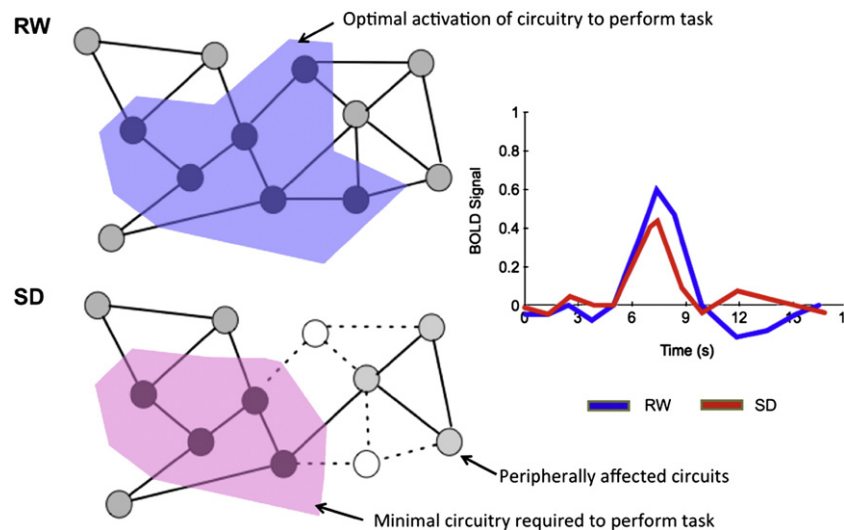 RW
Optimal activation of circuitry to perform task
1
0.8
0.6
0.4
0.2
0
BOLD Signal
0 3 6 9 12 15 1
Time (s)
RW SD
SD
Peripherally affected circuits
Minimal circuitry required to perform task